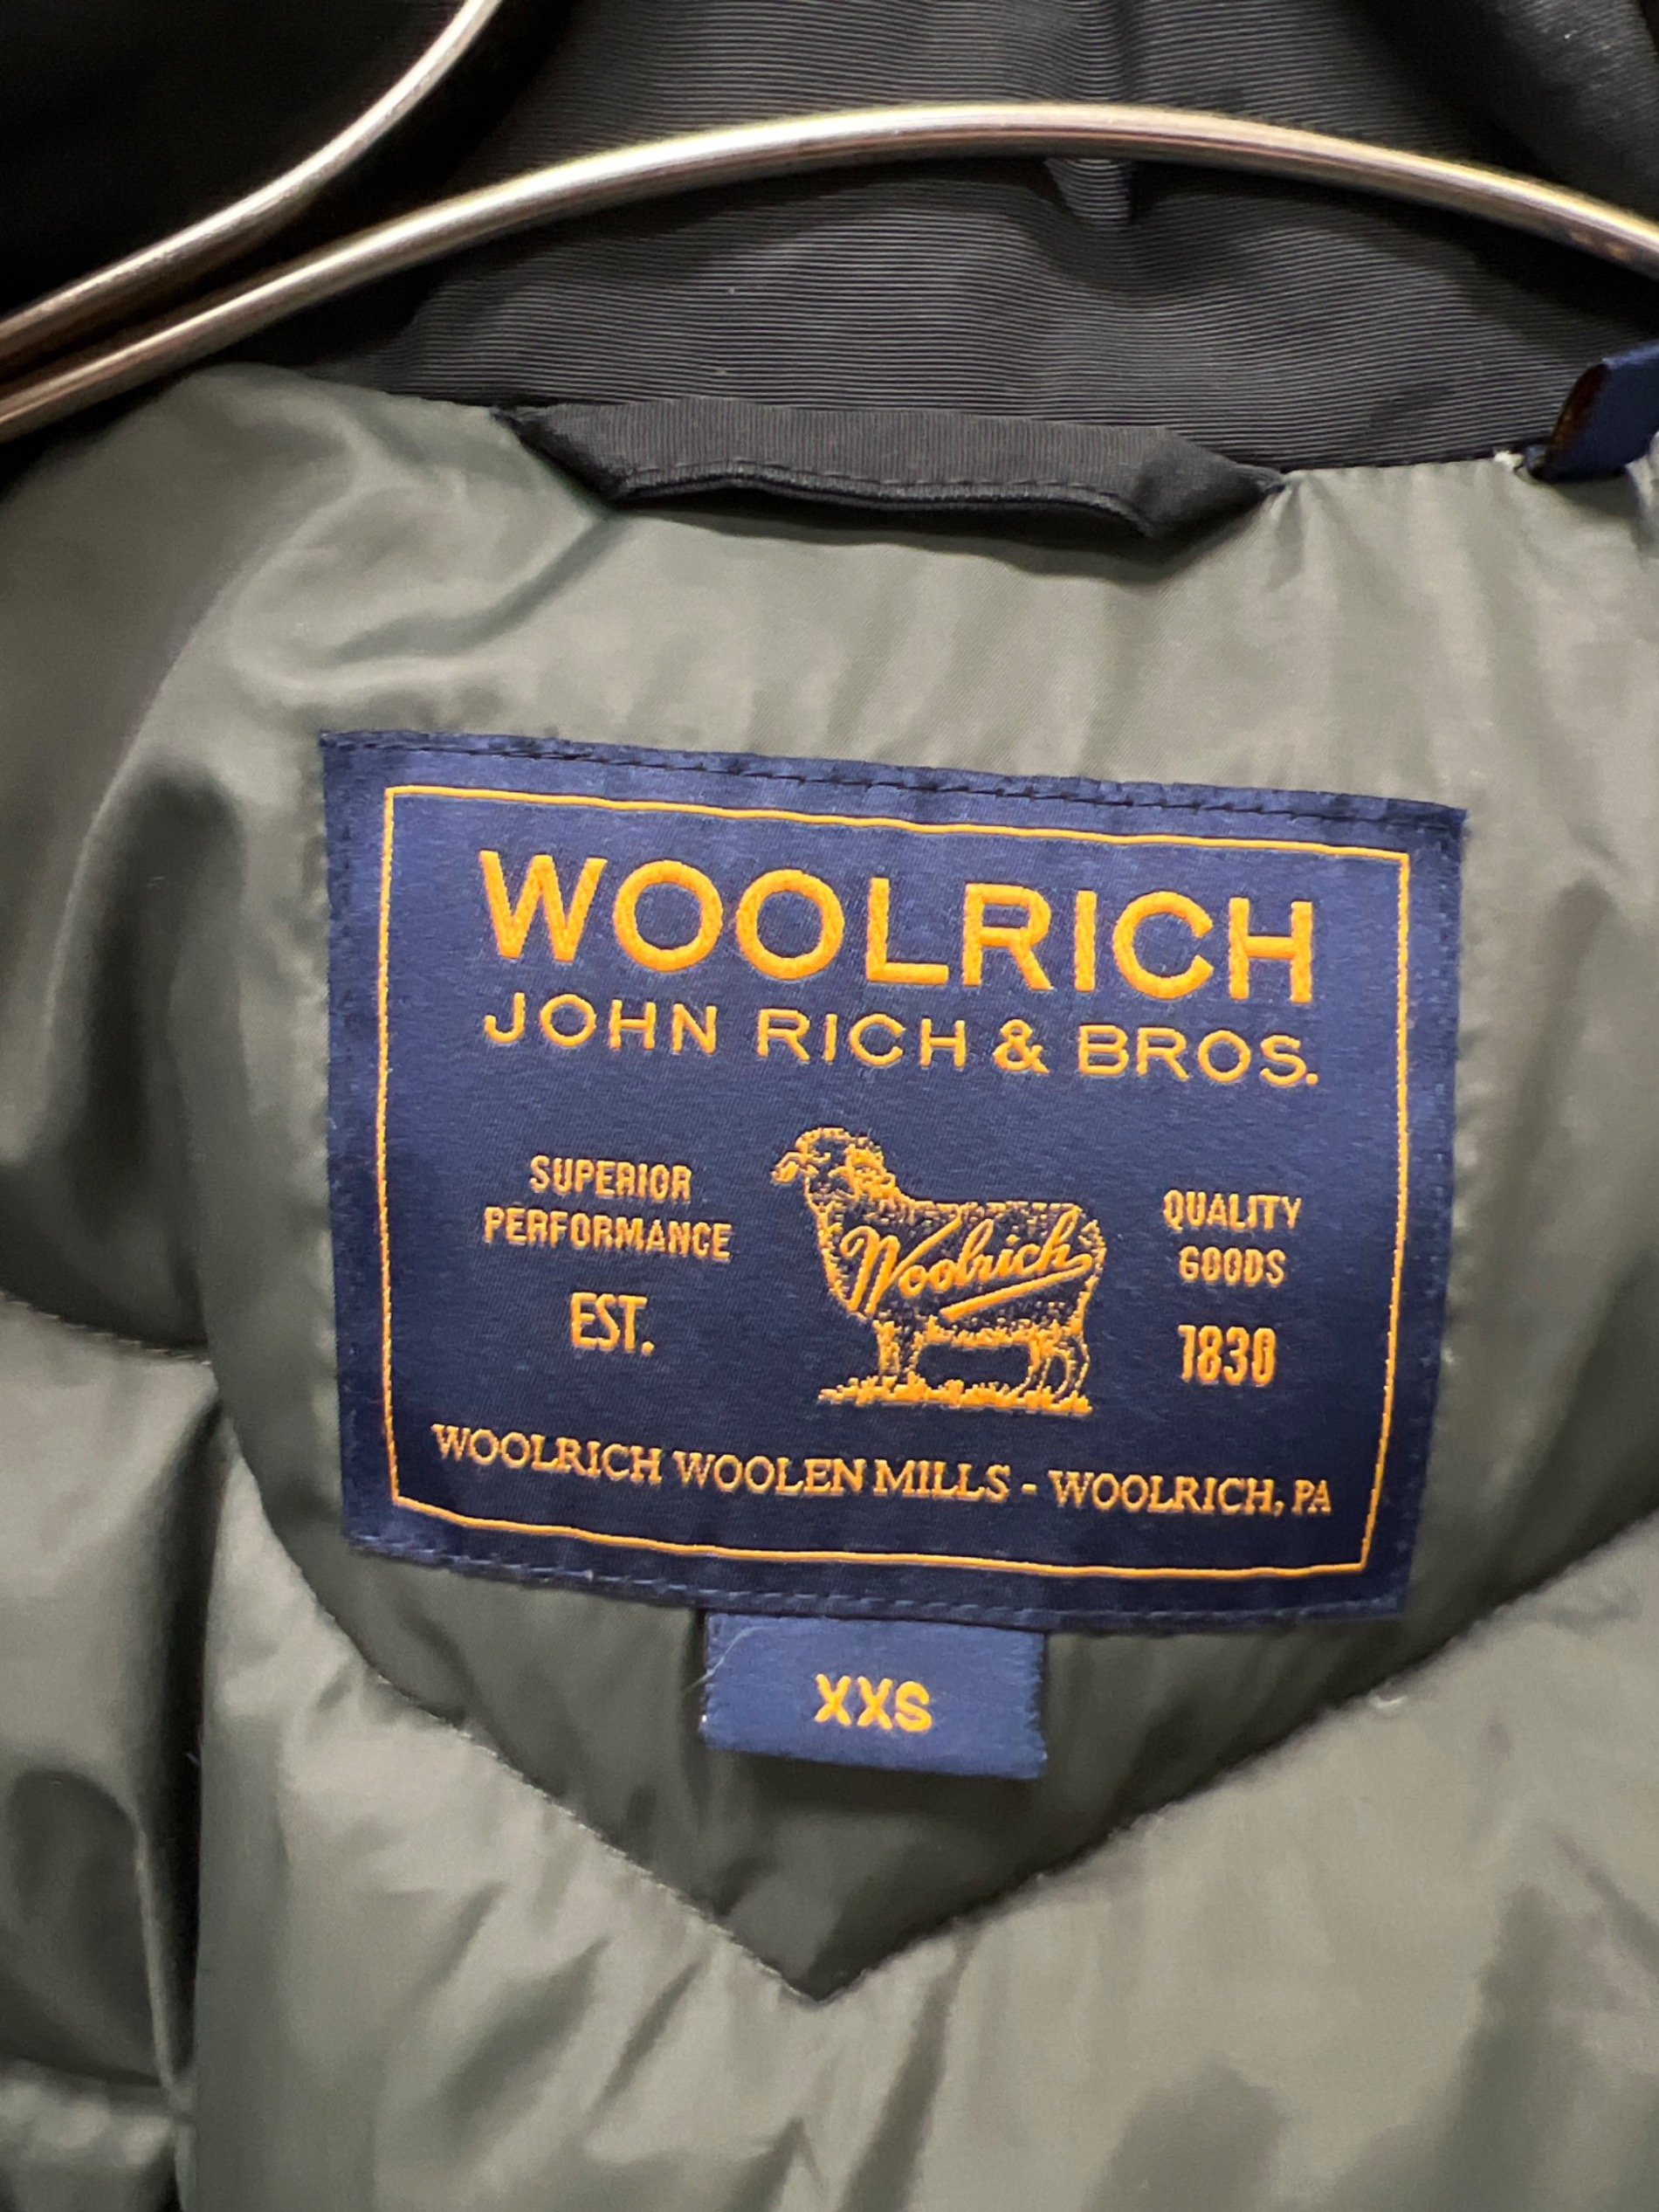 WOOLRICH
JOHN RICH & BROS.
SUPERIOR
PERFORMANCE
EST.
Woolrich
QUALITY
GOODS
1830
WOOLRICH WOOLEN MILLS - WOOLRICH, PA
XXS